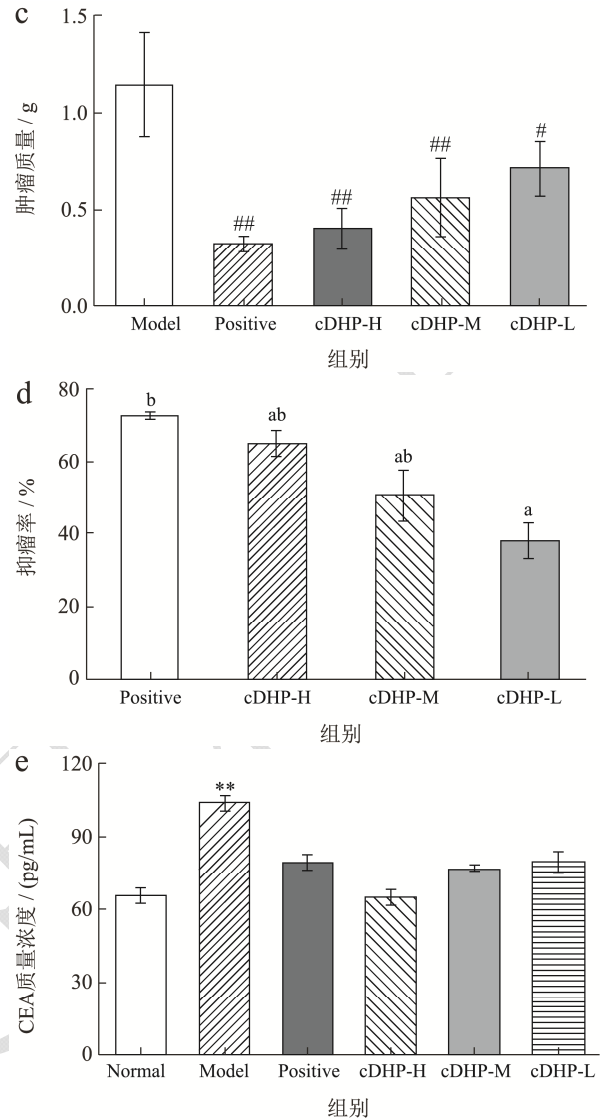 c
肿瘤质量 / g
1.5
1.0
0.5
0.0
##
##
##
#
Model Positive cDHP-H cDHP-M cDHP-L
组别
d
抑瘤率 / %
80
60
40
20
0
b
ab
ab
a
Positive cDHP-H cDHP-M cDHP-L
组别
e
CEA质量浓度 / (pg/mL)
120
90
60
30
0
**
Normal Model Positive cDHP-H cDHP-M cDHP-L
组别